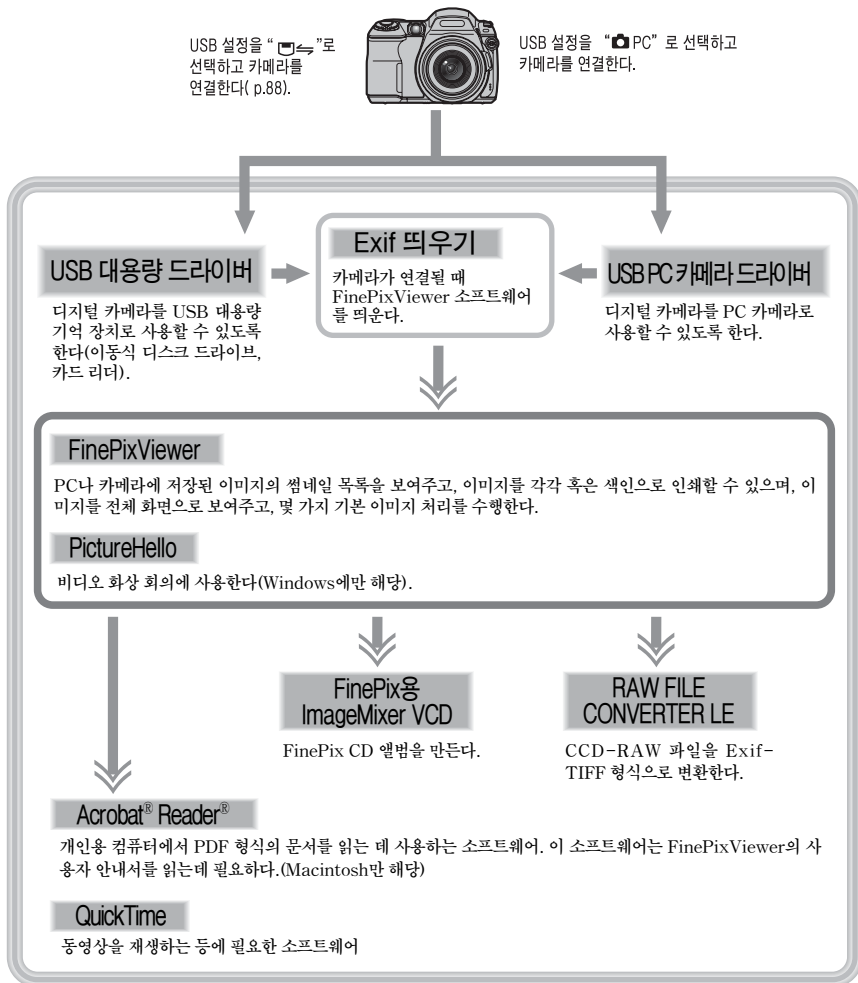 USB 설정을 “ ”로
선택하고 카메라를
연결한다( p.88).
USB 설정을 “ PC” 로 선택하고
카메라를 연결한다.
USB 대용량 드라이버
디지털 카메라를 USB 대용량
기억 장치로 사용할 수 있도록
한다(이동식 디스크 드라이브,
카드 리더).
Exif 띄우기
카메라가 연결될 때
FinePixViewer 소프트웨어
를 띄운다.
USB PC 카메라 드라이버
디지털 카메라를 PC 카메라로
사용할 수 있도록 한다.
FinePixViewer
PC나 카메라에 저장된 이미지의 썸네일 목록을 보여주고, 이미지를 각각 혹은 색인으로 인쇄할 수 있으며, 이
미지를 전체 화면으로 보여주고, 몇 가지 기본 이미지 처리를 수행한다.
PictureHello
비디오 화상 회의에 사용한다(Windows에만 해당).
FinePix용
ImageMixer VCD
FinePix CD 앨범을 만든다.
RAW FILE
CONVERTER LE
CCD-RAW 파일을 Exif-
TIFF 형식으로 변환한다.
Acrobat® Reader®
개인용 컴퓨터에서 PDF 형식의 문서를 읽는 데 사용하는 소프트웨어. 이 소프트웨어는 FinePixViewer의 사
용자 안내서를 읽는데 필요하다.(Macintosh만 해당)
QuickTime
동영상을 재생하는 등에 필요한 소프트웨어